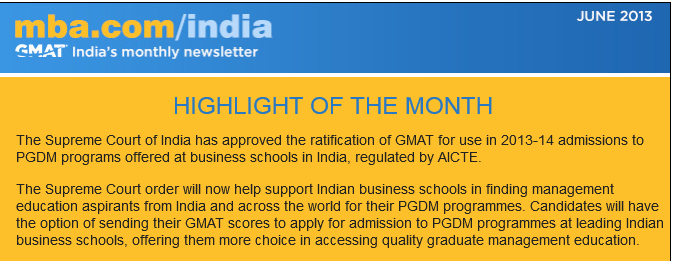 mba.com/india
JUNE 2013
GMAT India's monthly newsletter
HIGHLIGHT OF THE MONTH
The Supreme Court of India has approved the ratification of GMAT for use in 2013-14 admissions to
PGDM programs offered at business schools in India, regulated by AICTE.
The Supreme Court order will now help support Indian business schools in finding management
education aspirants from India and across the world for their PGDM programmes. Candidates will have
the option of sending their GMAT scores to apply for admission to PGDM programmes at leading Indian
business schools, offering them more choice in accessing quality graduate management education.